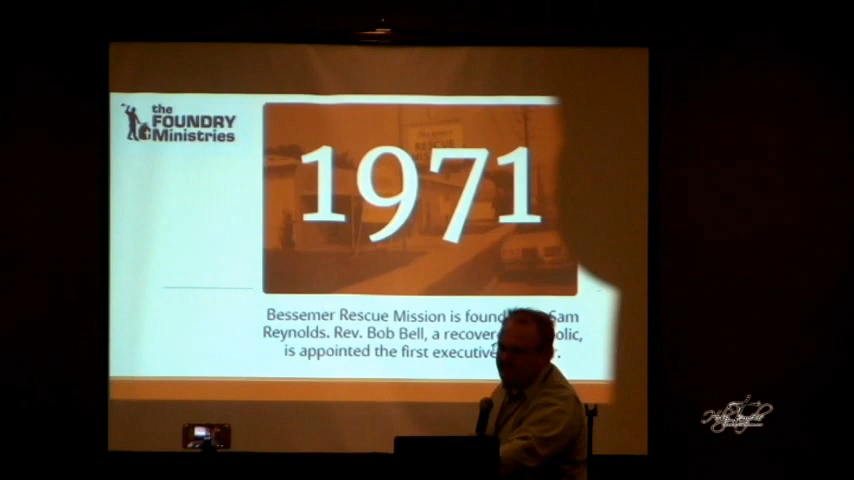 the
FOUNDRY
Ministries
1971
RESCUE
Bessemer Rescue Mission is found Sam
Reynolds. Rev. Bob Bell, a recover olic,
is appointed the first executive r.